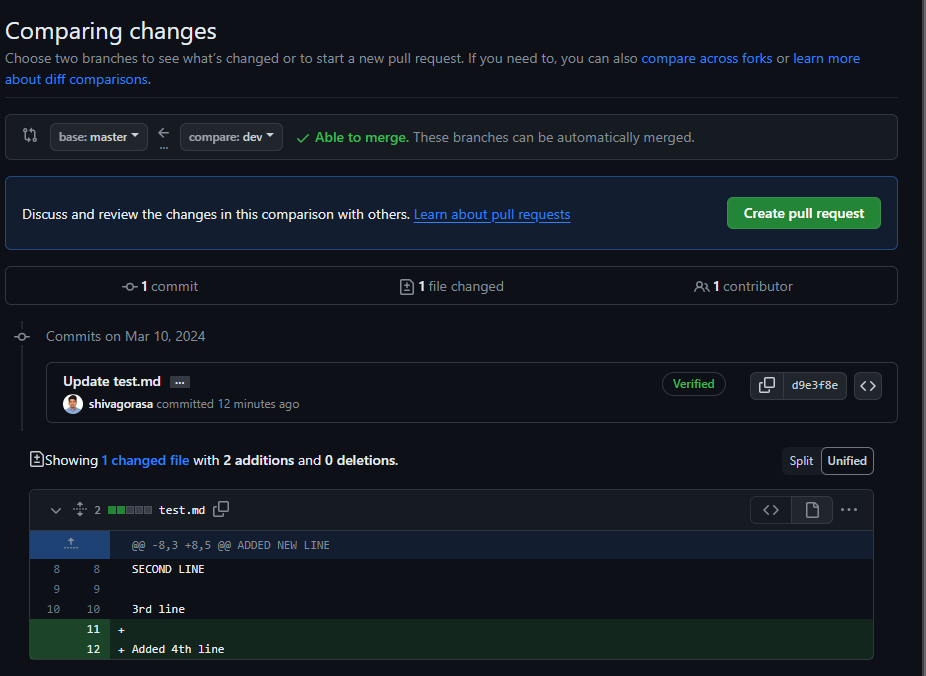 Comparing changes
Choose two branches to see what's changed or to start a new pull request. If you need to, you can also compare across forks or learn more
about diff comparisons.
base: master ← compare: dev ✓ Able to merge. These branches can be automatically merged.
...
Discuss and review the changes in this comparison with others. Learn about pull requests Create pull request
1 commit 1 file changed 1 contributor
Commits on Mar 10, 2024
Update test.md ... Verified d9e3f8e <>
shivagorasa committed 12 minutes ago
Showing 1 changed file with 2 additions and 0 deletions. Split Unified
2 test.md <> ...
@@ -8,3 +8,5 @@ ADDED NEW LINE
8 8 SECOND LINE
9 9
10 10 3rd line
11 +
12 + Added 4th line